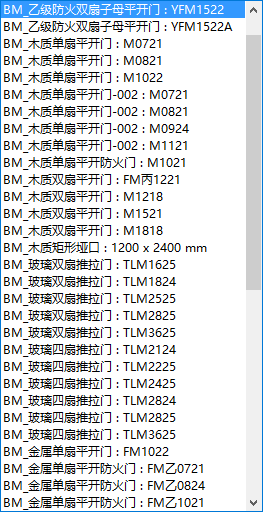 BM_乙级防火双扇子母平开门 : YFM1522
BM_乙级防火双扇子母平开门 : YFM1522A
BM_木质单扇平开门 : M0721
BM_木质单扇平开门 : M0821
BM_木质单扇平开门 : M1022
BM_木质单扇平开门-002 : M0721
BM_木质单扇平开门-002 : M0821
BM_木质单扇平开门-002 : M0924
BM_木质单扇平开门-002 : M1121
BM_木质单扇平开防火门 : M1021
BM_木质双扇平开门 : FM丙1221
BM_木质双扇平开门 : M1218
BM_木质双扇平开门 : M1521
BM_木质双扇平开门 : M1818
BM_木质矩形垭口 : 1200 x 2400 mm
BM_玻璃双扇推拉门 : TLM1625
BM_玻璃双扇推拉门 : TLM1824
BM_玻璃双扇推拉门 : TLM2525
BM_玻璃双扇推拉门 : TLM2825
BM_玻璃双扇推拉门 : TLM3625
BM_玻璃四扇推拉门 : TLM2124
BM_玻璃四扇推拉门 : TLM2225
BM_玻璃四扇推拉门 : TLM2425
BM_玻璃四扇推拉门 : TLM2824
BM_玻璃四扇推拉门 : TLM2825
BM_玻璃四扇推拉门 : TLM3625
BM_金属单扇平开门 : FM1022
BM_金属单扇平开防火门 : FM乙0721
BM_金属单扇平开防火门 : FM乙0824
BM_金属单扇平开防火门 : FM乙1021